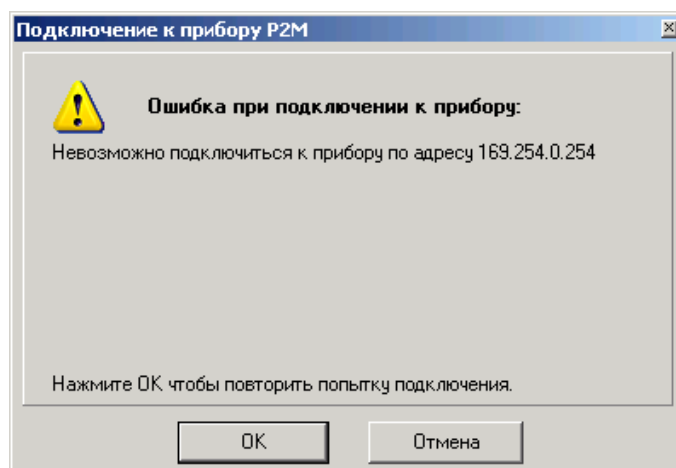 Подключение к прибору P2M
Ошибка при подключении к прибору:
Невозможно подключиться к прибору по адресу 169.254.0.254
Нажмите OK чтобы повторить попытку подключения.
OK
Отмена